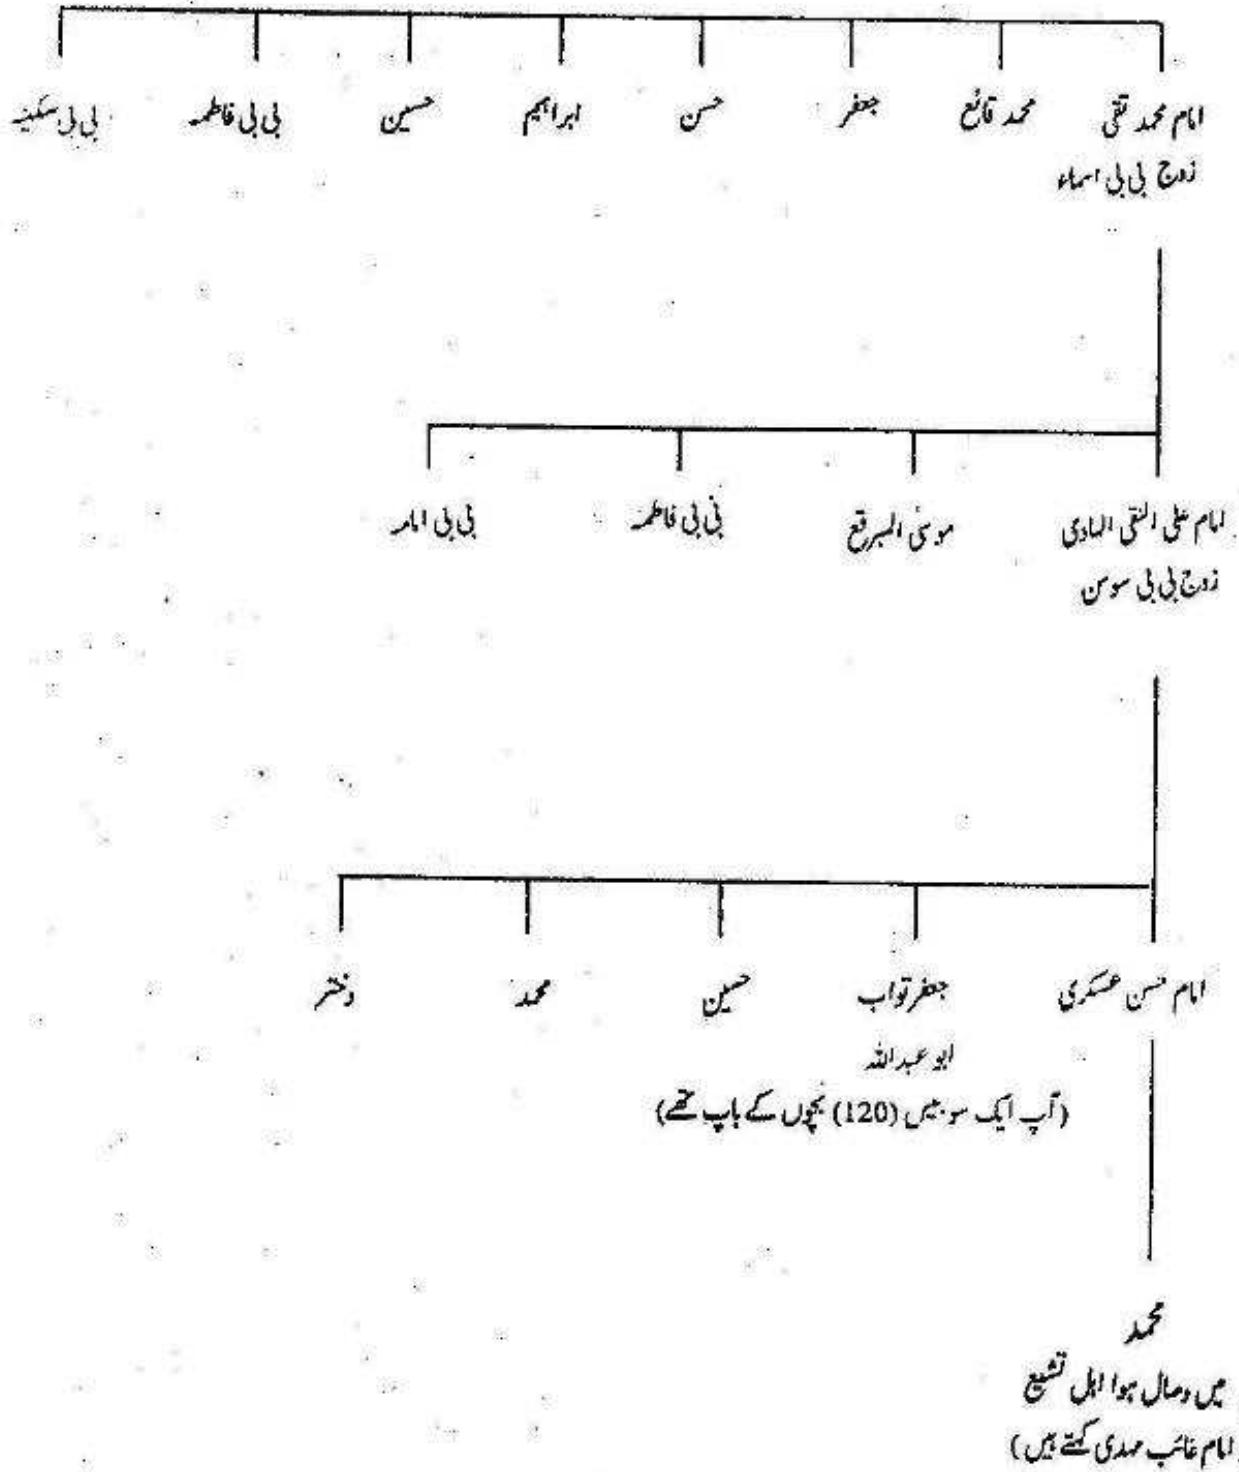 امام محمد تقی محمد قانع جعفر حسن ابراہیم حسین بی بی فاطمہ بی بی سکینہ
زوج بی بی اسماء
امام علی النقی الہادی موسیٰ المبرقع بی بی فاطمہ بی بی امامہ
زوج بی بی سوسن
امام حسن عسکری جعفر تواب حسین محمد دختر
ابو عبداللہ
(آپ ایک سو بیس (120) بچوں کے باپ تھے)
محمد
میں وصال ہوا اہل تشیع
امام غائب مہدی کہتے ہیں)